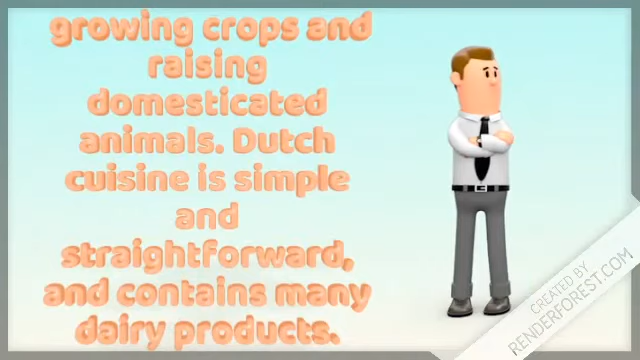 growing crops and
raising
domesticated
animals. Dutch
cuisine is simple
and
straightforward,
and contains many
dairy products.
CREATED BY
RENDERFOREST.COM